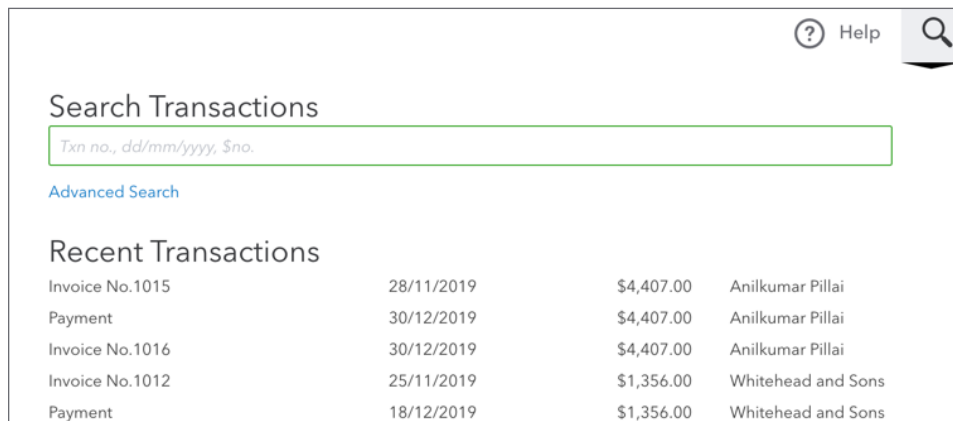 ? Help
Search Transactions
Txn no., dd/mm/yyyy, $no.
Advanced Search
Recent Transactions
Invoice No.1015 28/11/2019 $4,407.00 Anilkumar Pillai
Payment 30/12/2019 $4,407.00 Anilkumar Pillai
Invoice No.1016 30/12/2019 $4,407.00 Anilkumar Pillai
Invoice No.1012 25/11/2019 $1,356.00 Whitehead and Sons
Payment 18/12/2019 $1,356.00 Whitehead and Sons